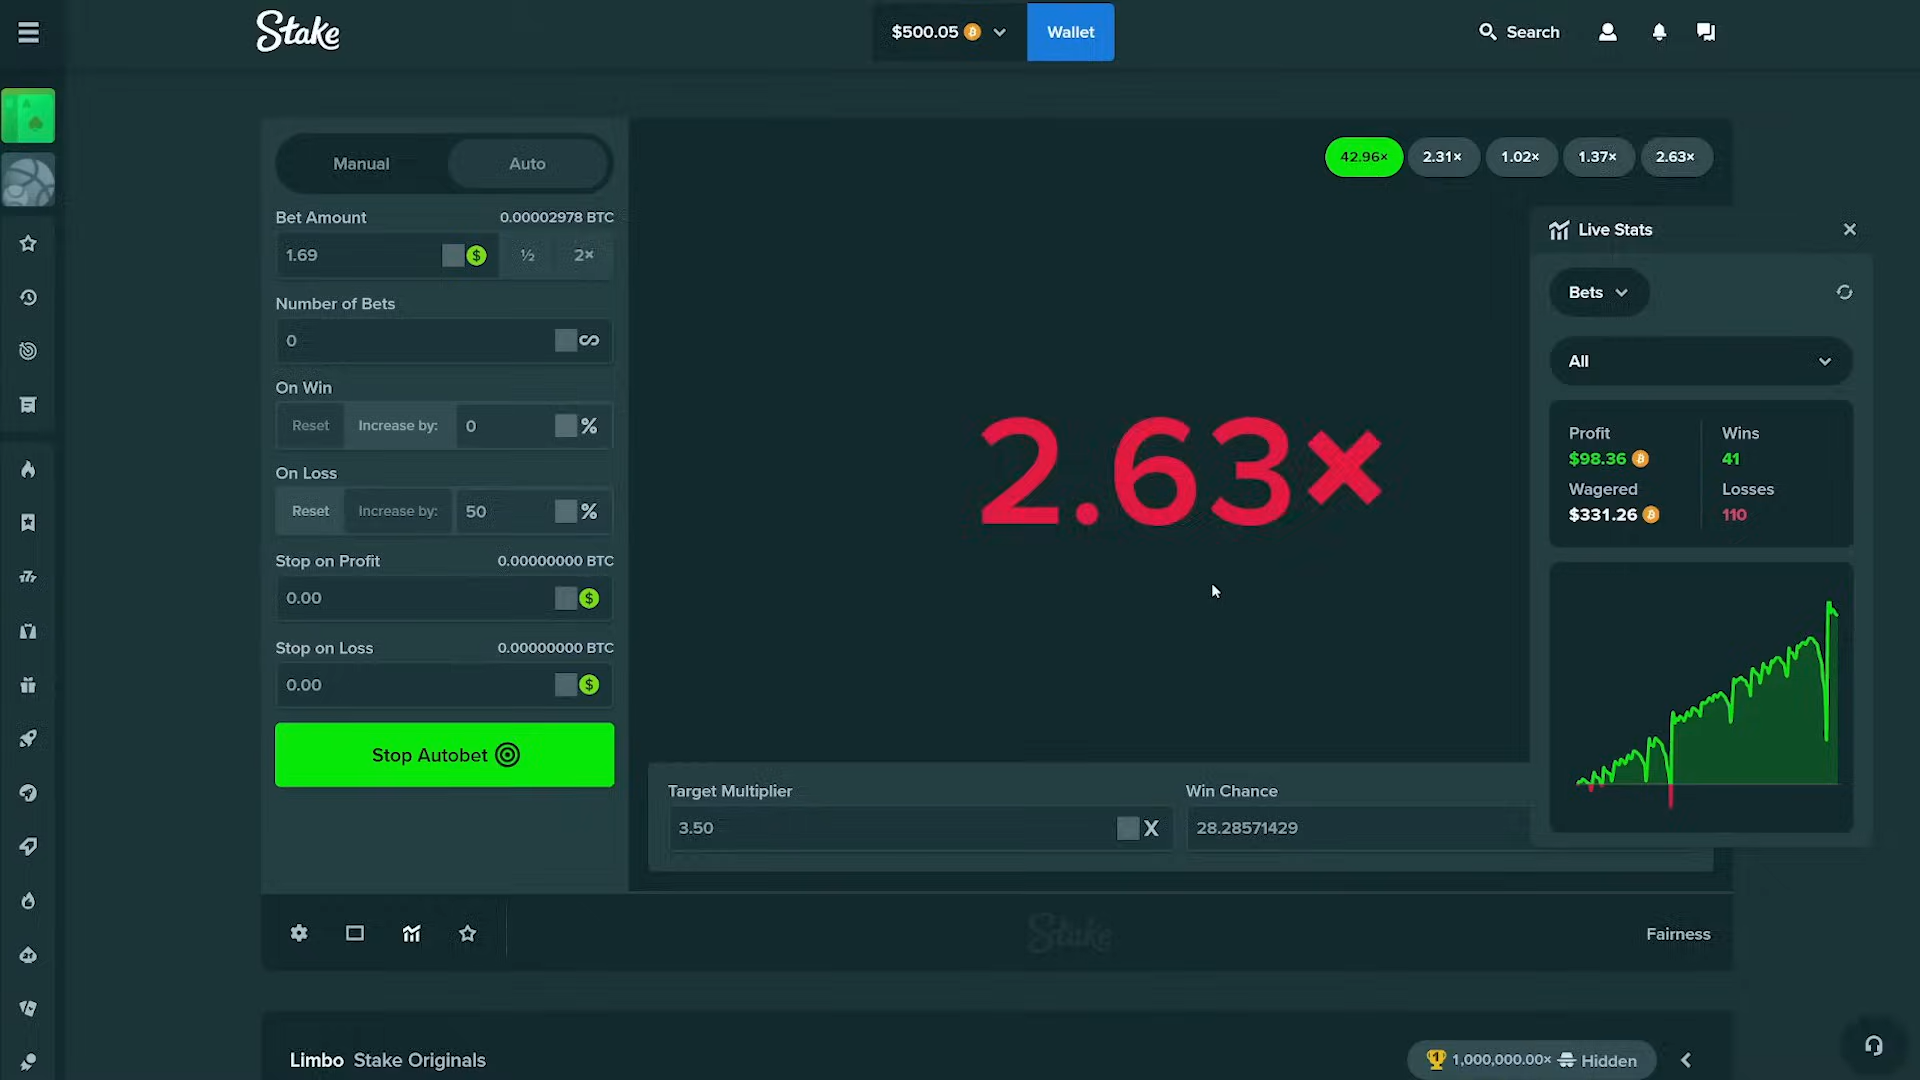 Stake
$500.05
Wallet
Search
Manual
Auto
42.96×
2.31×
1.02×
1.37×
2.63×
Bet Amount
0.00002978 BTC
1.69
$
½
2×
Number of Bets
0
∞
On Win
Reset
Increase by:
0
%
On Loss
Reset
Increase by:
50
%
Stop on Profit
0.00000000 BTC
0.00
$
Stop on Loss
0.00000000 BTC
0.00
$
Stop Autobet
2.63×
Target Multiplier
3.50
X
Win Chance
28.28571429
Live Stats
Bets
All
Profit
$98.36
Wins
41
Wagered
$331.26
Losses
110
Stake
Fairness
Limbo Stake Originals
1,000,000.00× Hidden